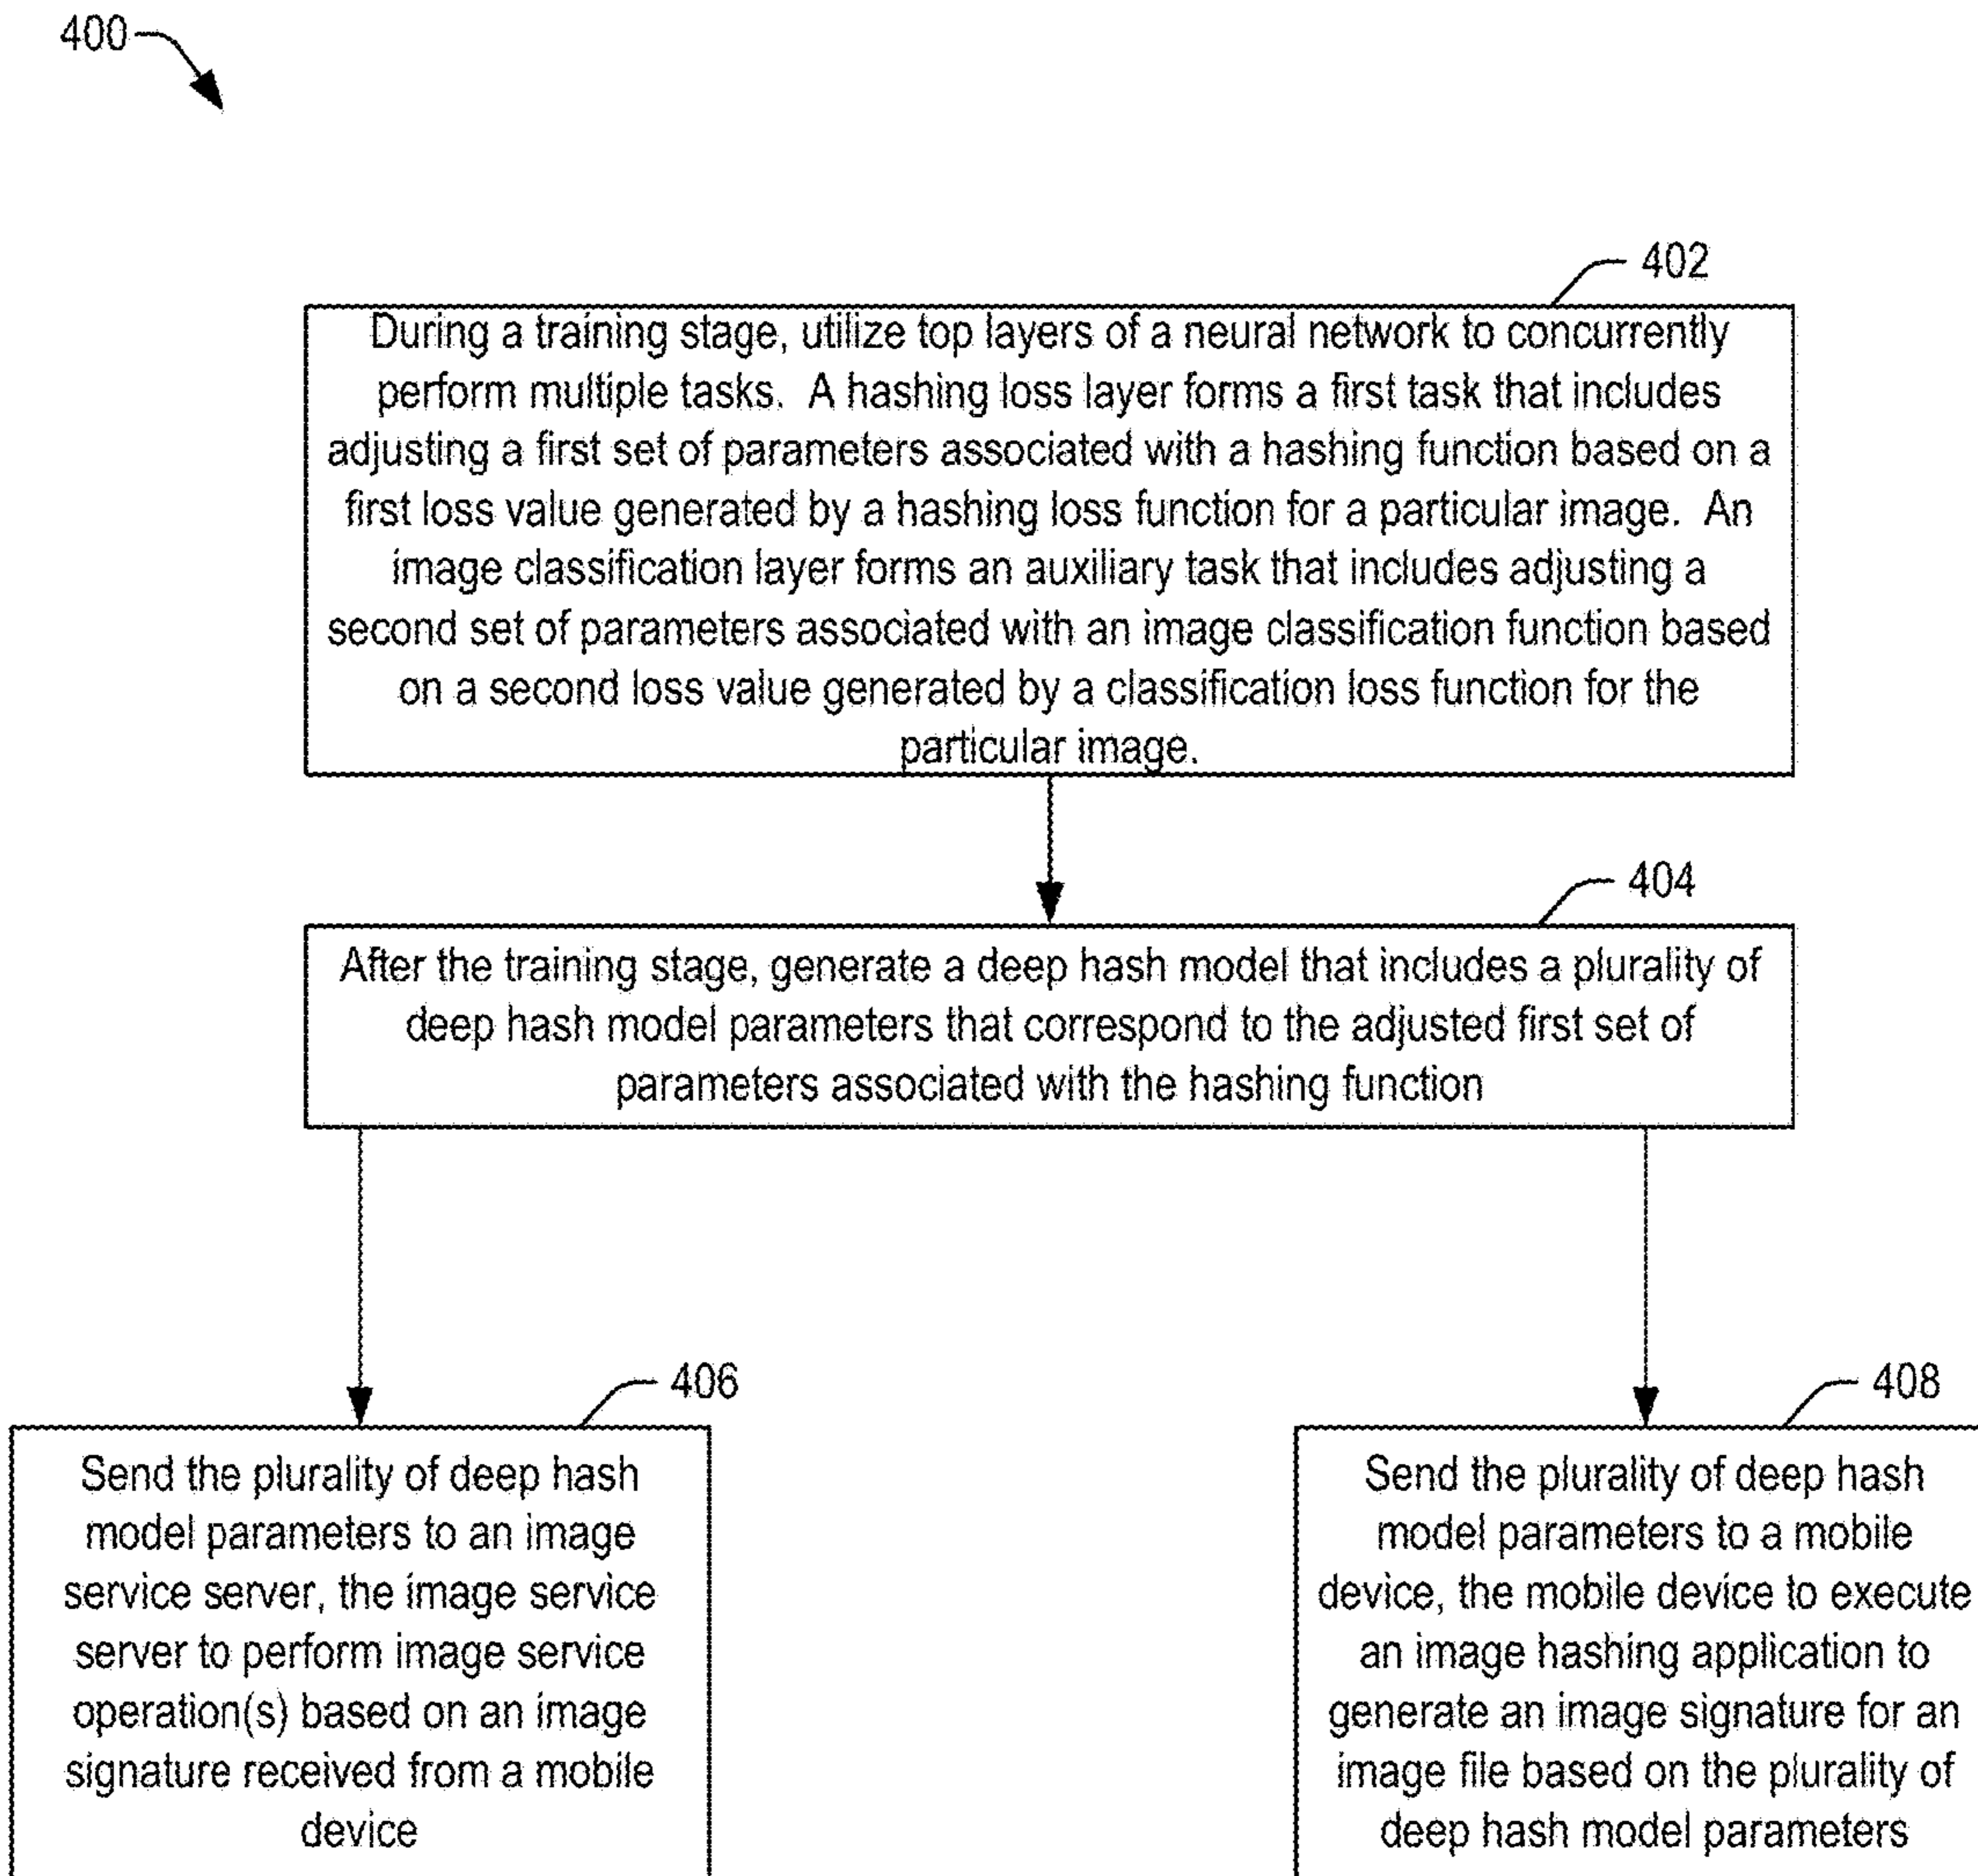 400
402
During a training stage, utilize top layers of a neural network to concurrently
perform multiple tasks. A hashing loss layer forms a first task that includes
adjusting a first set of parameters associated with a hashing function based on a
first loss value generated by a hashing loss function for a particular image. An
image classification layer forms an auxiliary task that includes adjusting a
second set of parameters associated with an image classification function based
on a second loss value generated by a classification loss function for the
particular image.
404
After the training stage, generate a deep hash model that includes a plurality of
deep hash model parameters that correspond to the adjusted first set of
parameters associated with the hashing function
406
Send the plurality of deep hash
model parameters to an image
service server, the image service
server to perform image service
operation(s) based on an image
signature received from a mobile
device
408
Send the plurality of deep hash
model parameters to a mobile
device, the mobile device to execute
an image hashing application to
generate an image signature for an
image file based on the plurality of
deep hash model parameters